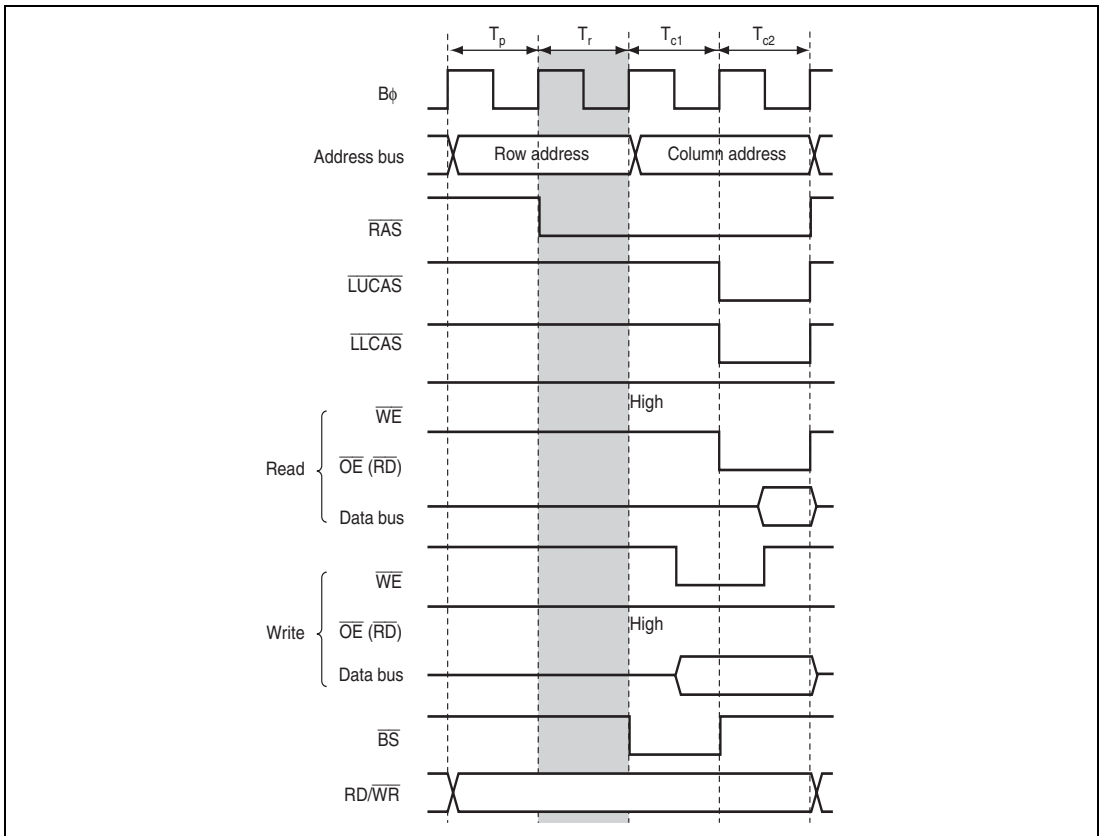 Tp Tr Tc1 Tc2
Bϕ
Address bus Row address Column address
RAS
LUCAS
LLCAS
High
WE
Read OE (RD)
Data bus
WE
High
Write OE (RD)
Data bus
BS
RD/WR